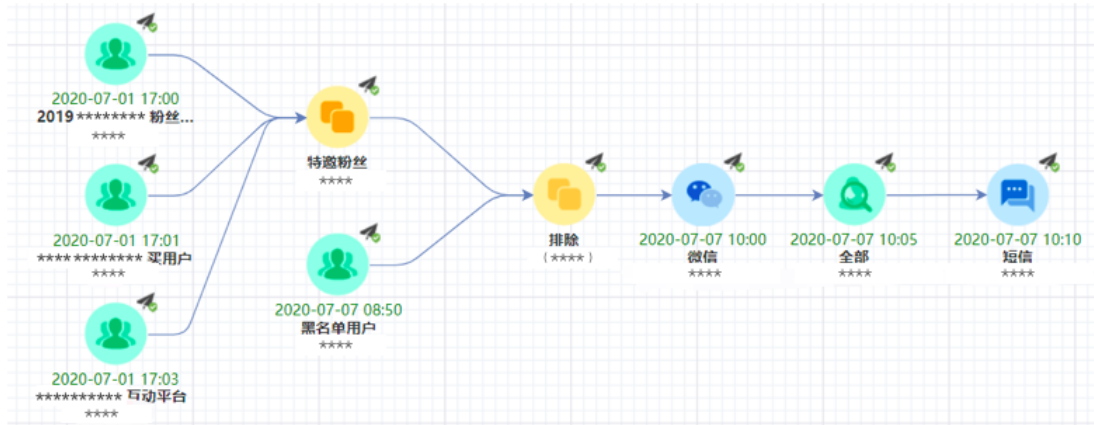 2020-07-01 17:00
2019 ******** 粉丝...
****
2020-07-01 17:01
**** ********* 买用户
****
2020-07-01 17:03
********** 互动平台
****
特邀粉丝
****
2020-07-07 08:50
黑名单用户
****
排除
( **** )
2020-07-07 10:00
微信
****
2020-07-07 10:05
全部
****
2020-07-07 10:10
短信
****